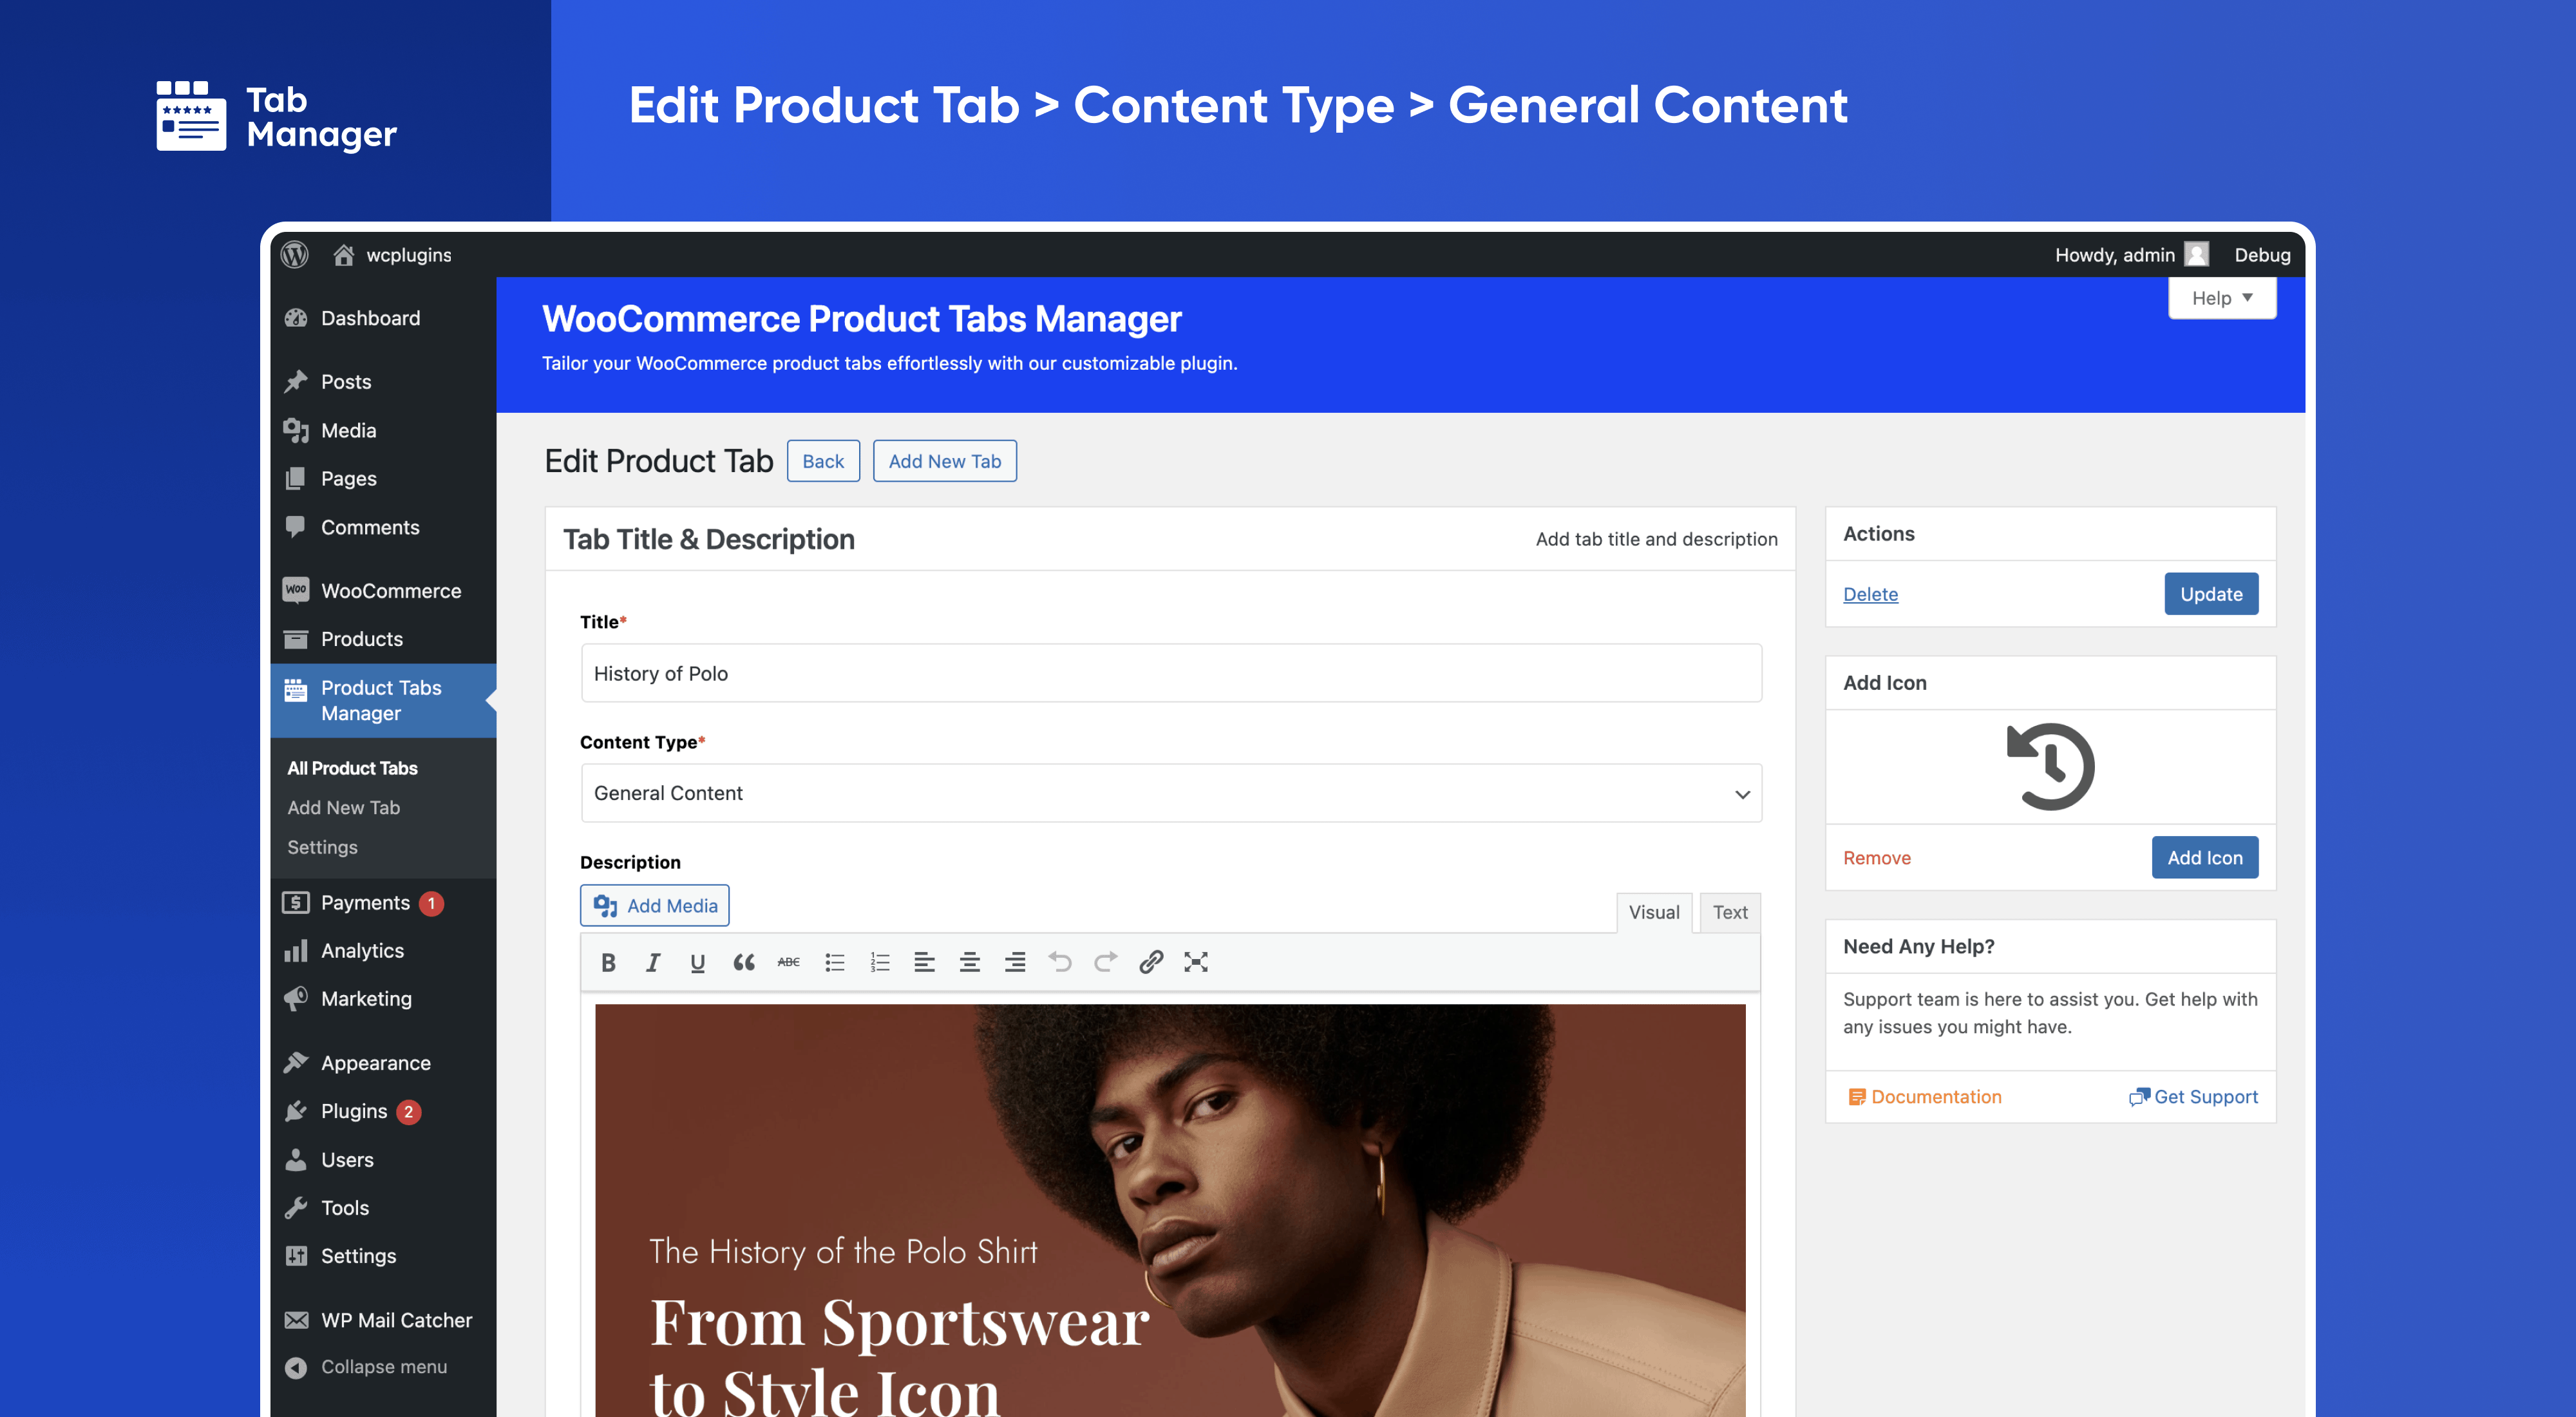 Tab
Manager
Edit Product Tab > Content Type > General Content
wcplugins
Howdy, admin
Debug
Help
Dashboard
Posts
Media
Pages
Comments
WooCommerce
Products
Product Tabs
Manager
All Product Tabs
Add New Tab
Settings
Payments 1
Analytics
Marketing
Appearance
Plugins 2
Users
Tools
Settings
WP Mail Catcher
Collapse menu
WooCommerce Product Tabs Manager
Tailor your WooCommerce product tabs effortlessly with our customizable plugin.
Edit Product Tab
Back
Add New Tab
Tab Title & Description
Add tab title and description
Title*
History of Polo
Content Type*
General Content
Description
Add Media
Visual
Text
The History of the Polo Shirt
From Sportswear
to Style Icon
Actions
Delete
Update
Add Icon
Remove
Add Icon
Need Any Help?
Support team is here to assist you. Get help with
any issues you might have.
Documentation
Get Support